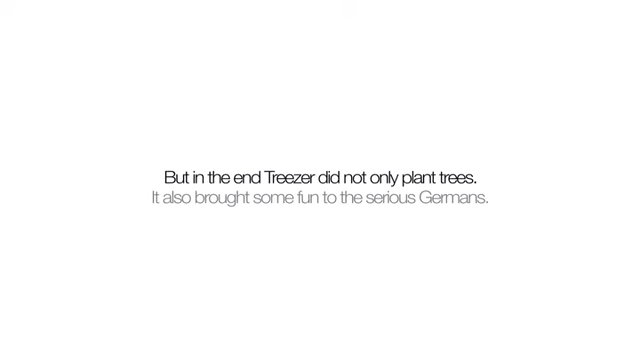 But in the end Treezer did not only plant trees.
It also brought some fun to the serious Germans.